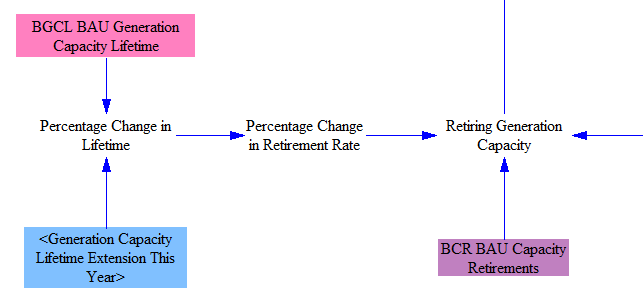 BGCL BAU Generation
Capacity Lifetime
Percentage Change in
Lifetime
Percentage Change
in Retirement Rate
Retiring Generation
Capacity
<Generation Capacity
Lifetime Extension This
Year>
BCR BAU Capacity
Retirements